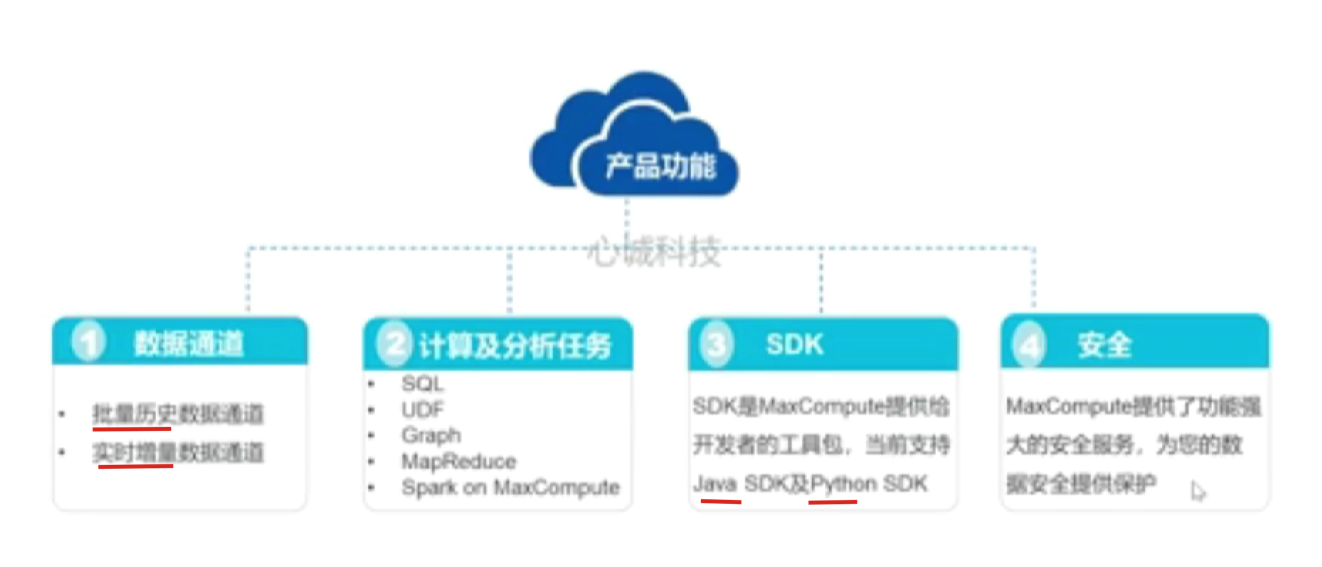 产品功能
心诚科技
1 数据通道
• 批量历史数据通道
• 实时增量数据通道
2 计算及分析任务
• SQL
• UDF
• Graph
• MapReduce
• Spark on MaxCompute
3 SDK
SDK是MaxCompute提供给
开发者的工具包，当前支持
Java SDK及Python SDK
4 安全
MaxCompute提供了功能强
大的安全服务，为您的数
据安全提供保护